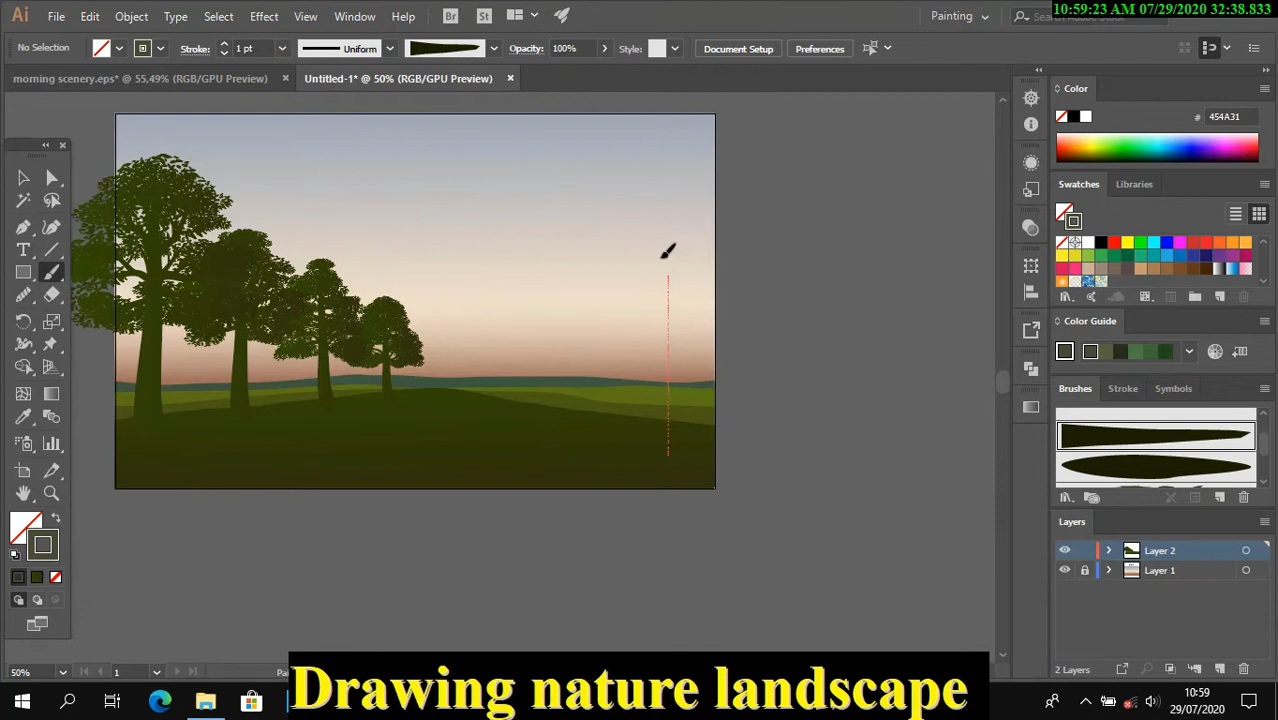 10:59:23 AM 07/29/2020 32:38.833
Ai File Edit Object Type Select Effect View Window Help Br St Painting
No Selection Stroke: 1 pt Uniform Opacity: 100% Style: Document Setup Preferences
morning scenery.eps* @ 55,49% (RGB/GPU Preview) Untitled-1* @ 50% (RGB/GPU Preview)
Color
# 454A31
Swatches Libraries
Color Guide
Brushes Stroke Symbols
Layers
Layer 2
Layer 1
50% 1 2 Layers
Drawing nature landscape
10:59
29/07/2020